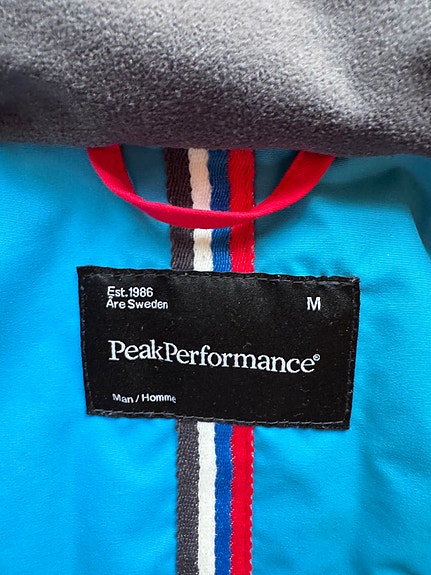 Est.1986
Åre Sweden
M
PeakPerformance®
Man / Homme